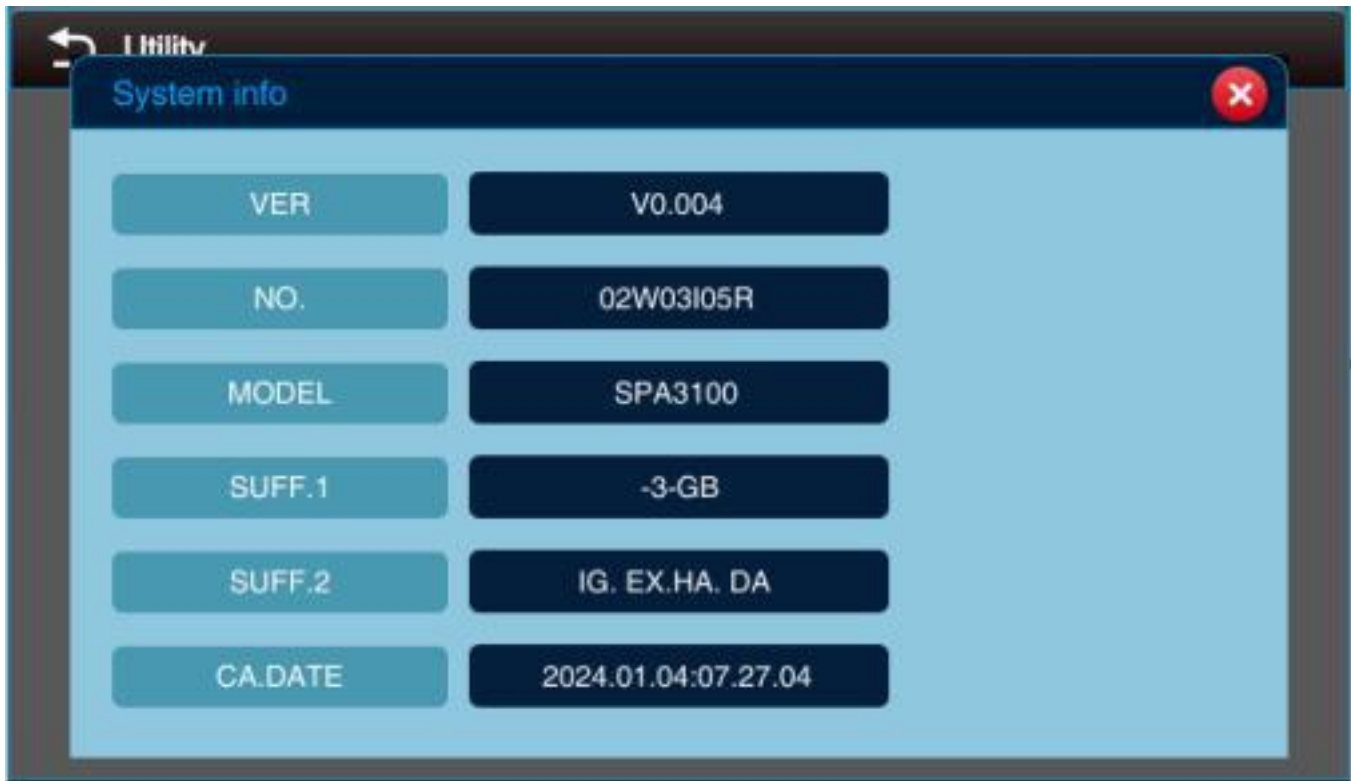 Utility
System info
VER V0.004
NO. 02W03I05R
MODEL SPA3100
SUFF.1 -3-GB
SUFF.2 IG. EX.HA. DA
CA.DATE 2024.01.04:07.27.04